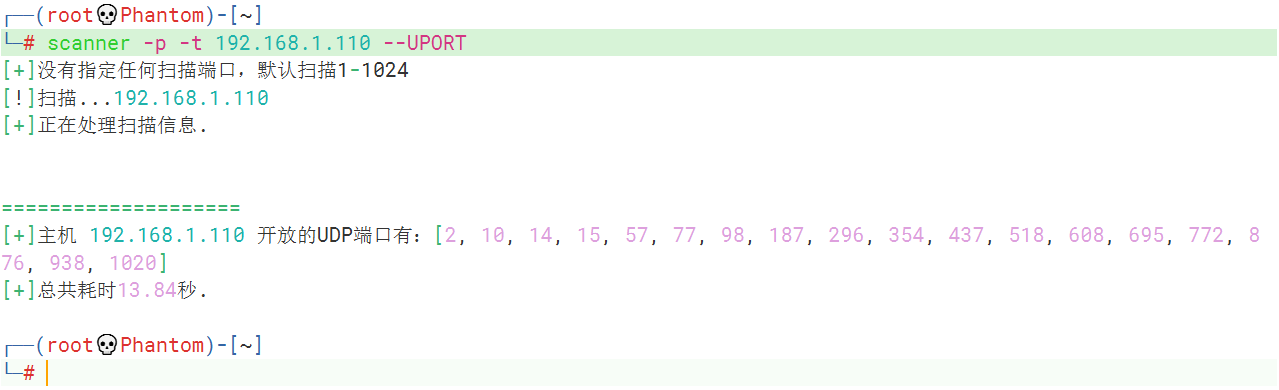 ┌──(root💀Phantom)-[~]
└─# scanner -p -t 192.168.1.110 --UPORT
[+]没有指定任何扫描端口，默认扫描1-1024
[!]扫描...192.168.1.110
[+]正在处理扫描信息.
====================
[+]主机 192.168.1.110 开放的UDP端口有：[2, 10, 14, 15, 57, 77, 98, 187, 296, 354, 437, 518, 608, 695, 772, 8
76, 938, 1020]
[+]总共耗时13.84秒.
┌──(root💀Phantom)-[~]
└─#